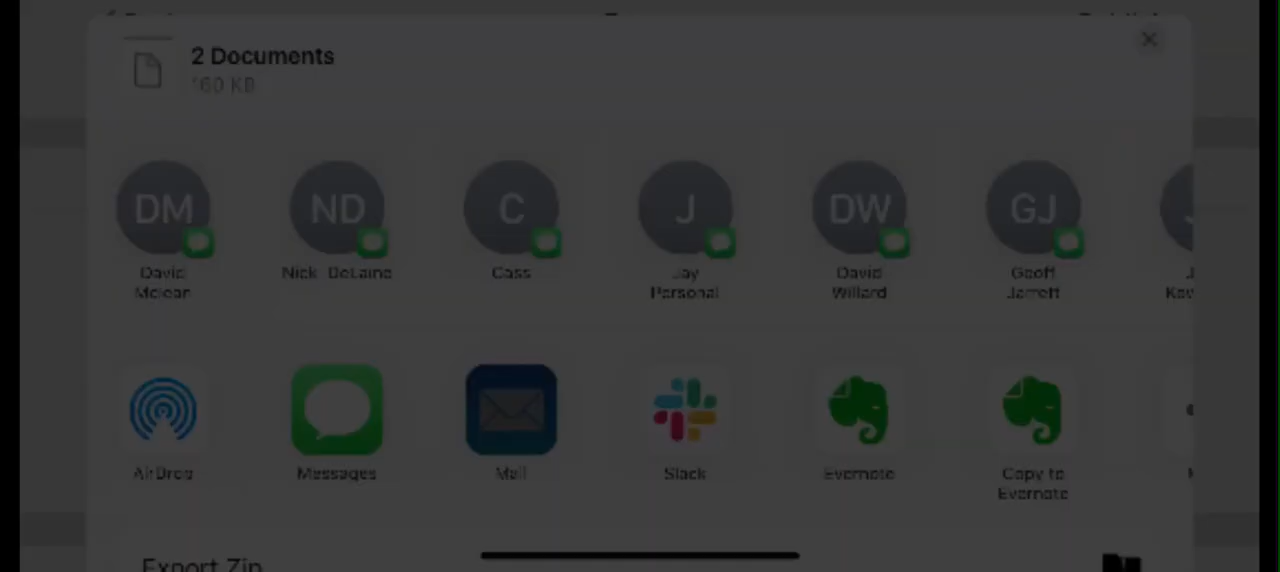 2 Documents
160 KB
DM
ND
C
J
DW
GJ
David
Mclean
Nick DeLaine
Cass
Jay
Personal
David
Willard
Geoff
Jarrett
AirDrop
Messages
Mail
Slack
Evernote
Copy to
Evernote
Export Zip